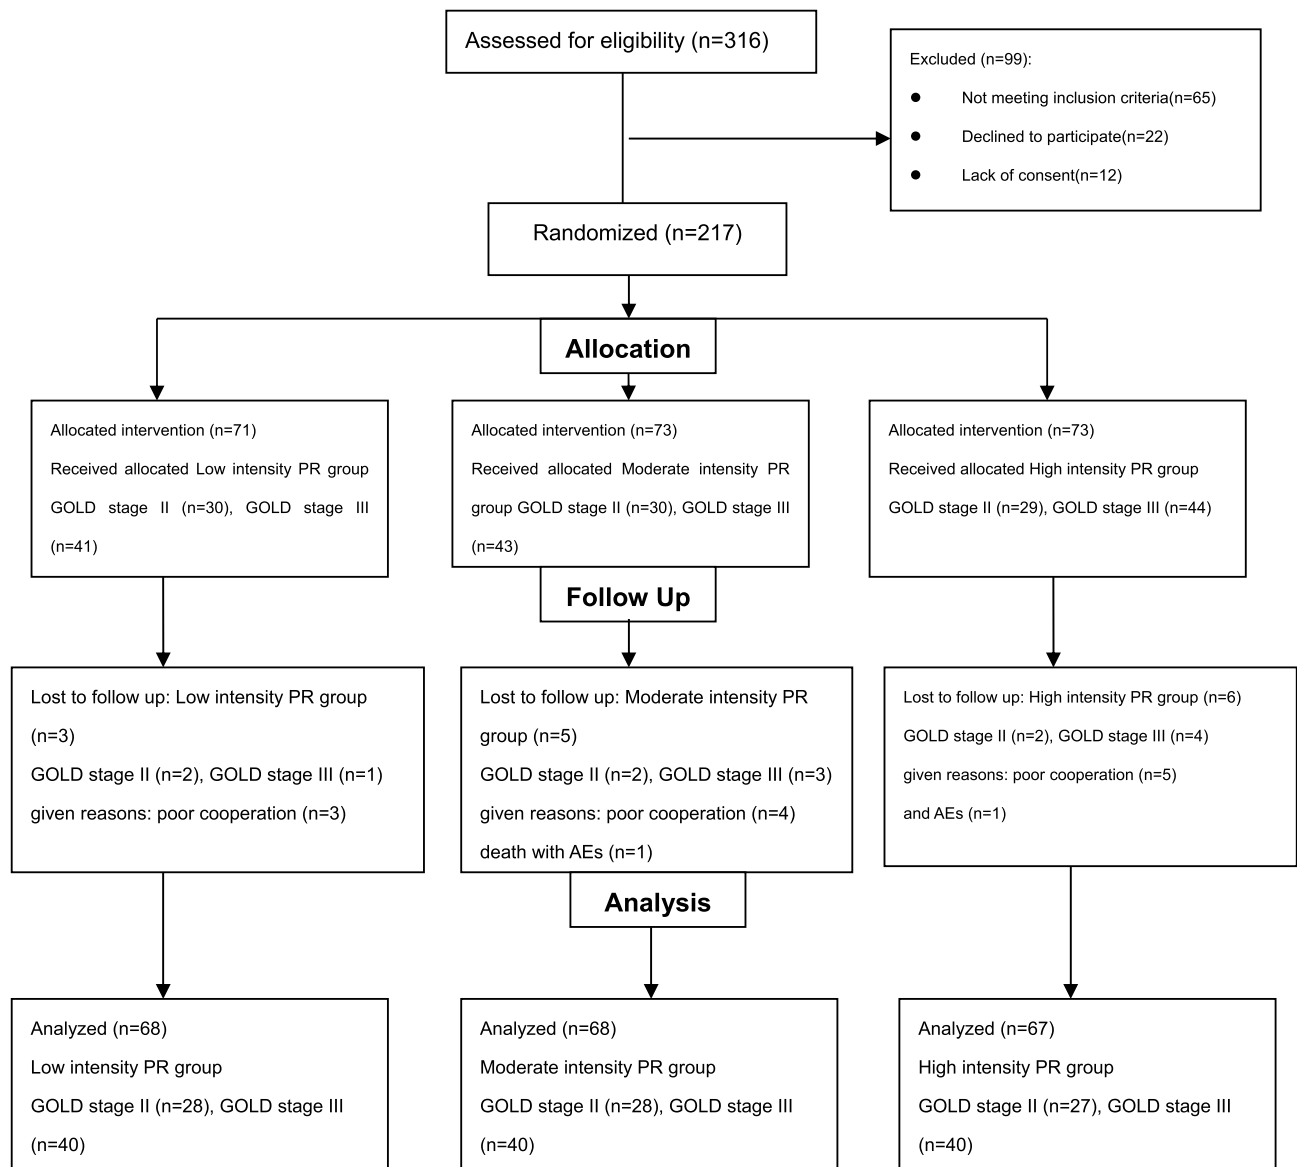 Assessed for eligibility (n=316)
Excluded (n=99):
● Not meeting inclusion criteria(n=65)
● Declined to participate(n=22)
● Lack of consent(n=12)
Randomized (n=217)
Allocation
Allocated intervention (n=71)
Received allocated Low intensity PR group
GOLD stage II (n=30), GOLD stage III
(n=41)
Allocated intervention (n=73)
Received allocated Moderate intensity PR
group GOLD stage II (n=30), GOLD stage III
(n=43)
Allocated intervention (n=73)
Received allocated High intensity PR group
GOLD stage II (n=29), GOLD stage III (n=44)
Follow Up
Lost to follow up: Low intensity PR group
(n=3)
GOLD stage II (n=2), GOLD stage III (n=1)
given reasons: poor cooperation (n=3)
Lost to follow up: Moderate intensity PR
group (n=5)
GOLD stage II (n=2), GOLD stage III (n=3)
given reasons: poor cooperation (n=4)
death with AEs (n=1)
Lost to follow up: High intensity PR group (n=6)
GOLD stage II (n=2), GOLD stage III (n=4)
given reasons: poor cooperation (n=5)
and AEs (n=1)
Analysis
Analyzed (n=68)
Low intensity PR group
GOLD stage II (n=28), GOLD stage III
(n=40)
Analyzed (n=68)
Moderate intensity PR group
GOLD stage II (n=28), GOLD stage III
(n=40)
Analyzed (n=67)
High intensity PR group
GOLD stage II (n=27), GOLD stage III
(n=40)